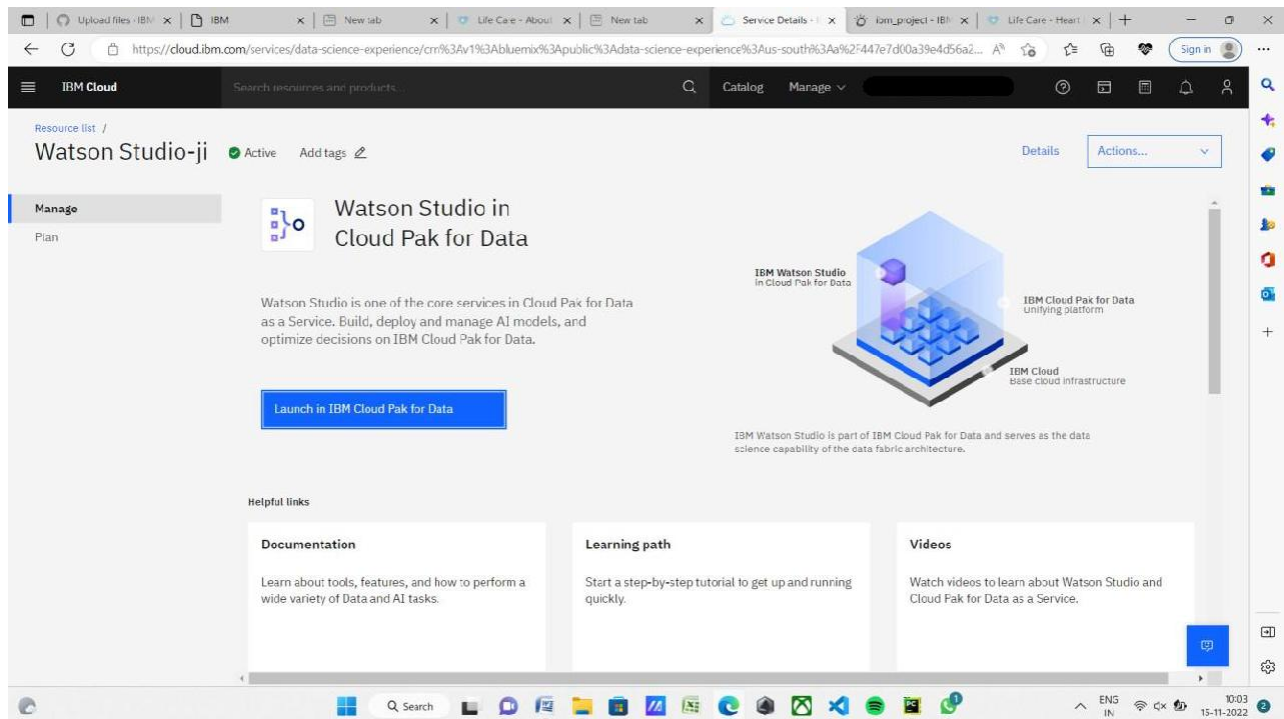 Upload files · IBM
IBM
New tab
Life Care - About
New tab
Service Details - I
ibm_project - IBM
Life Care - Heart
https://cloud.ibm.com/services/data-science-experience/crn%3Av1%3Abluemix%3Apublic%3Adata-science-experience%3Aus-south%3Aa%2F447e7d00a39e4d56a2...
Sign in
IBM Cloud
Search resources and products...
Catalog
Manage
Resource list /
Watson Studio-ji
Active
Add tags
Details
Actions...
Manage
Plan
Watson Studio in
Cloud Pak for Data
Watson Studio is one of the core services in Cloud Pak for Data
as a Service. Build, deploy and manage AI models, and
optimize decisions on IBM Cloud Pak for Data.
Launch in IBM Cloud Pak for Data
IBM Watson Studio
in Cloud Pak for Data
IBM Cloud Pak for Data
Unifying platform
IBM Cloud
Base cloud infrastructure
IBM Watson Studio is part of IBM Cloud Pak for Data and serves as the data
science capability of the data fabric architecture.
Helpful links
Documentation
Learn about tools, features, and how to perform a
wide variety of Data and AI tasks.
Learning path
Start a step-by-step tutorial to get up and running
quickly.
Videos
Watch videos to learn about Watson Studio and
Cloud Pak for Data as a Service.
Search
ENG
IN
10:03
15-11-2022
2